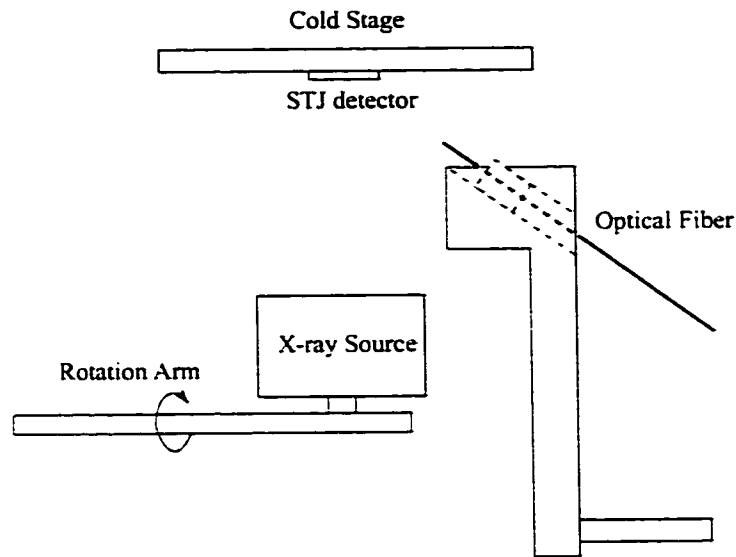 Cold Stage
STJ detector
Optical Fiber
X-ray Source
Rotation Arm